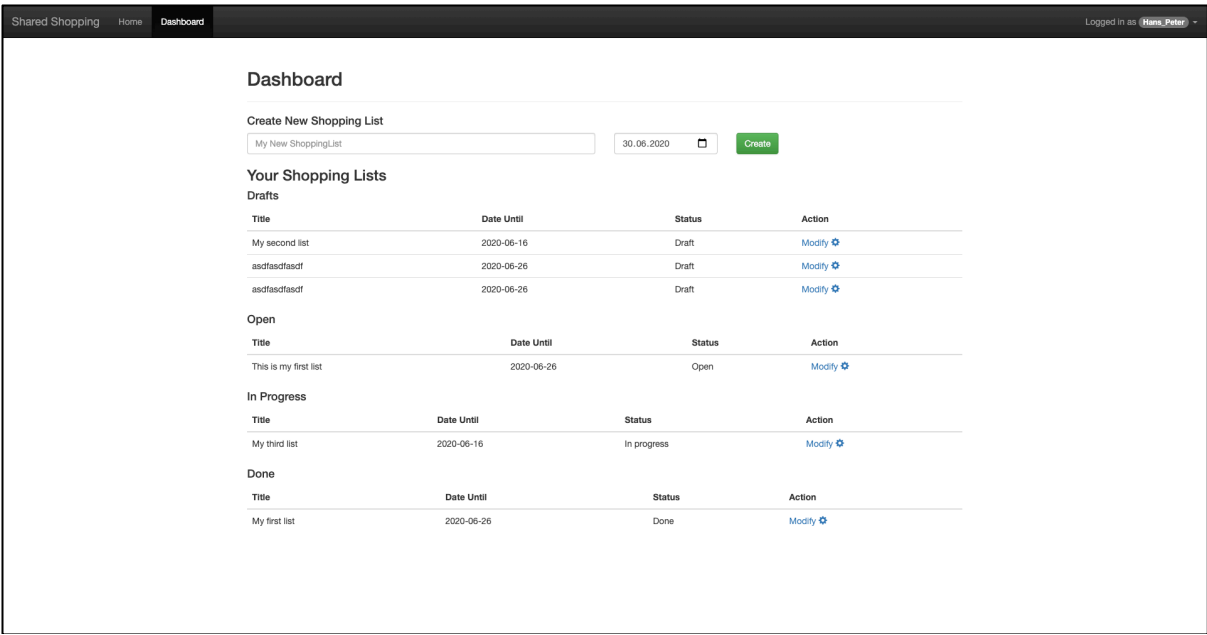 Shared Shopping Home Dashboard Logged in as Hans_Peter
Dashboard
Create New Shopping List
My New ShoppingList 30.06.2020 Create
Your Shopping Lists
Drafts
Title Date Until Status Action
My second list 2020-06-16 Draft Modify
asdfasdfasdf 2020-06-26 Draft Modify
asdfasdfasdf 2020-06-26 Draft Modify
Open
Title Date Until Status Action
This is my first list 2020-06-26 Open Modify
In Progress
Title Date Until Status Action
My third list 2020-06-16 In progress Modify
Done
Title Date Until Status Action
My first list 2020-06-26 Done Modify